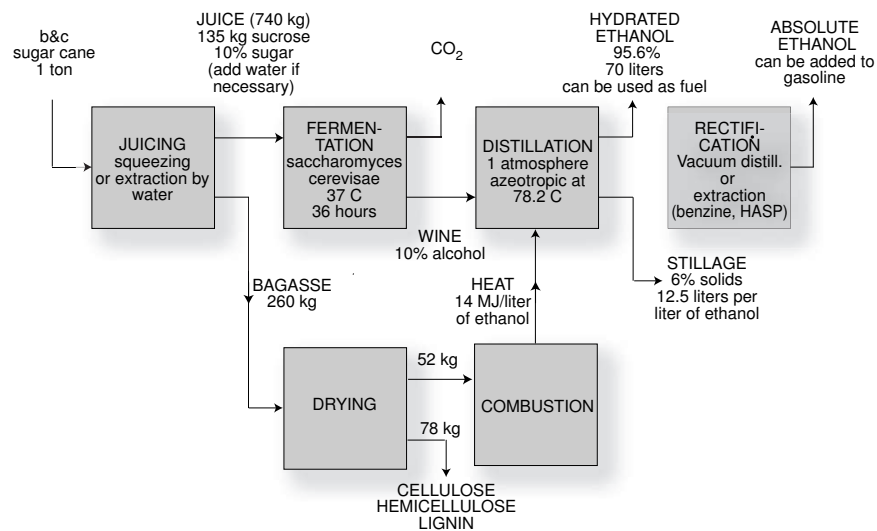 b&c
sugar cane
1 ton
JUICE (740 kg)
135 kg sucrose
10% sugar
(add water if
necessary)
CO2
HYDRATED
ETHANOL
95.6%
70 liters
can be used as fuel
ABSOLUTE
ETHANOL
can be added to
gasoline
JUICING
squeezing
or extraction by
water
FERMEN-
TATION
saccharomyces
cerevisae
37 C
36 hours
DISTILLATION
1 atmosphere
azeotropic at
78.2 C
RECTIFI-
CATION
Vacuum distill.
or
extraction
(benzine, HASP)
WINE
10% alcohol
BAGASSE
260 kg
HEAT
14 MJ/liter
of ethanol
STILLAGE
6% solids
12.5 liters per
liter of ethanol
DRYING
52 kg
78 kg
COMBUSTION
CELLULOSE
HEMICELLULOSE
LIGNIN